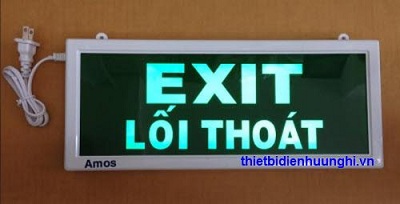 EXIT
LỐI THOÁT
Amos
thietbidienhuunghi.vn